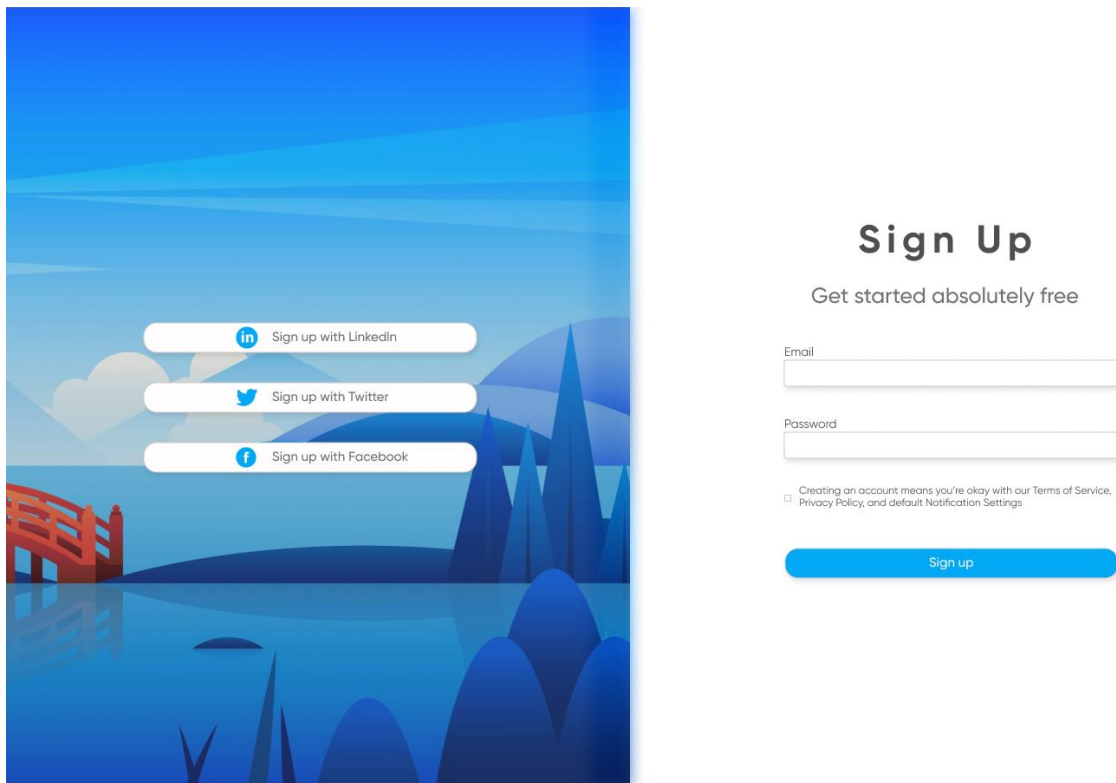 Sign up with LinkedIn
Sign up with Twitter
Sign up with Facebook
Sign Up
Get started absolutely free
Email
Password
Creating an account means you're okay with our Terms of Service,
Privacy Policy, and default Notification Settings
Sign up